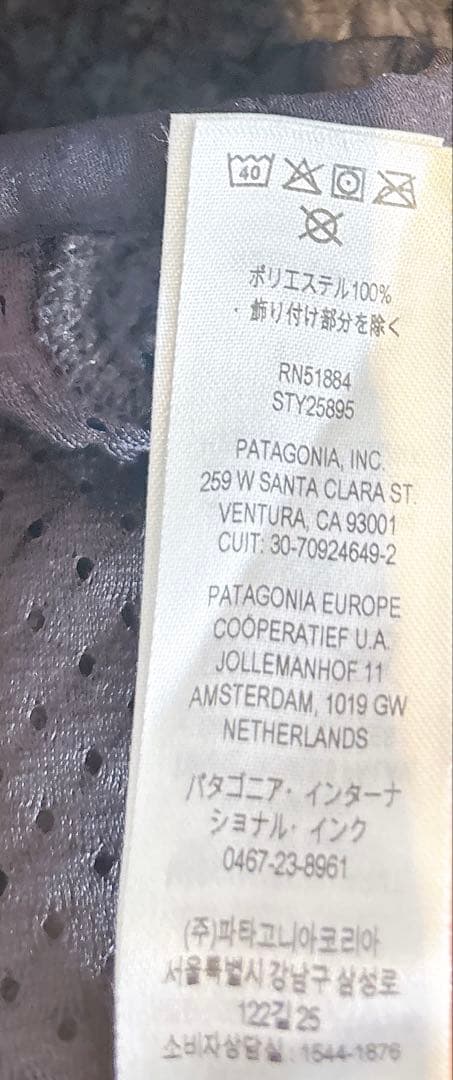 40
ポリエステル100%
・飾り付け部分を除く
RN51884
STY25895
PATAGONIA, INC.
259 W SANTA CLARA ST.
VENTURA, CA 93001
CUIT: 30-70924649-2
PATAGONIA EUROPE
COÖPERATIEF U.A.
JOLLEMANHOF 11
AMSTERDAM, 1019 GW
NETHERLANDS
パタゴニア・インターナ
ショナル・インク
0467-23-8961
(주)파타고니아코리아
서울특별시 강남구 삼성로
122길 25
소비자상담실 : 1544-1876